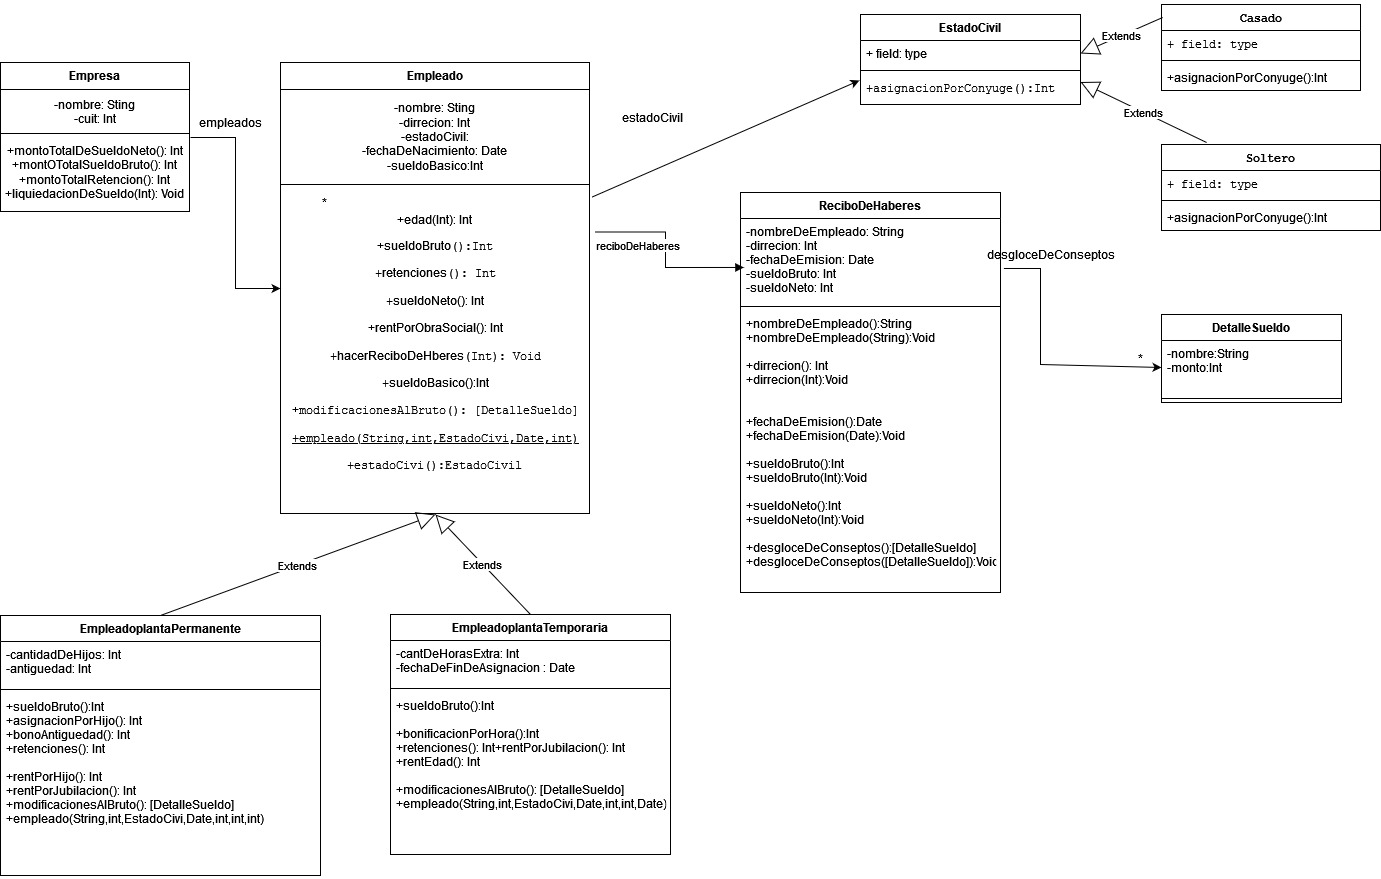 Empresa
-nombre: Sting
-cuit: Int
+montoTotalDeSueldoNeto(): Int
+montOTotalSueldoBruto(): Int
+montoTotalRetencion(): Int
+liquiedacionDeSueldo(Int): Void
empleados
Empleado
-nombre: Sting
-dirrecion: Int
-estadoCivil:
-fechaDeNacimiento: Date
-sueldoBasico:Int
*
+edad(Int): Int
+sueldoBruto():Int
+retenciones(): Int
+sueldoNeto(): Int
+rentPorObraSocial(): Int
+hacerReciboDeHberes(Int): Void
+sueldoBasico():Int
+modificacionesAlBruto(): [DetalleSueldo]
+empleado(String,int,EstadoCivi,Date,int)
+estadoCivi():EstadoCivil
estadoCivil
reciboDeHaberes
EstadoCivil
+ field: type
+asignacionPorConyuge():Int
Extends
Extends
Casado
+ field: type
+asignacionPorConyuge():Int
Soltero
+ field: type
+asignacionPorConyuge():Int
ReciboDeHaberes
-nombreDeEmpleado: String
-dirrecion: Int
-fechaDeEmision: Date
-sueldoBruto: Int
-sueldoNeto: Int
+nombreDeEmpleado():String
+nombreDeEmpleado(String):Void
+dirrecion(): Int
+dirrecion(Int):Void
+fechaDeEmision():Date
+fechaDeEmision(Date):Void
+sueldoBruto():Int
+sueldoBruto(Int):Void
+sueldoNeto():Int
+sueldoNeto(Int):Void
+desgloceDeConseptos():[DetalleSueldo]
+desgloceDeConseptos([DetalleSueldo]):Void
desgloceDeConseptos
*
DetalleSueldo
-nombre:String
-monto:Int
Extends
Extends
EmpleadoplantaPermanente
-cantidadDeHijos: Int
-antiguedad: Int
+sueldoBruto():Int
+asignacionPorHijo(): Int
+bonoAntiguedad(): Int
+retenciones(): Int
+rentPorHijo(): Int
+rentPorJubilacion(): Int
+modificacionesAlBruto(): [DetalleSueldo]
+empleado(String,int,EstadoCivi,Date,int,int,int)
EmpleadoplantaTemporaria
-cantDeHorasExtra: Int
-fechaDeFinDeAsignacion : Date
+sueldoBruto():Int
+bonificacionPorHora():Int
+retenciones(): Int+rentPorJubilacion(): Int
+rentEdad(): Int
+modificacionesAlBruto(): [DetalleSueldo]
+empleado(String,int,EstadoCivi,Date,int,int,Date)